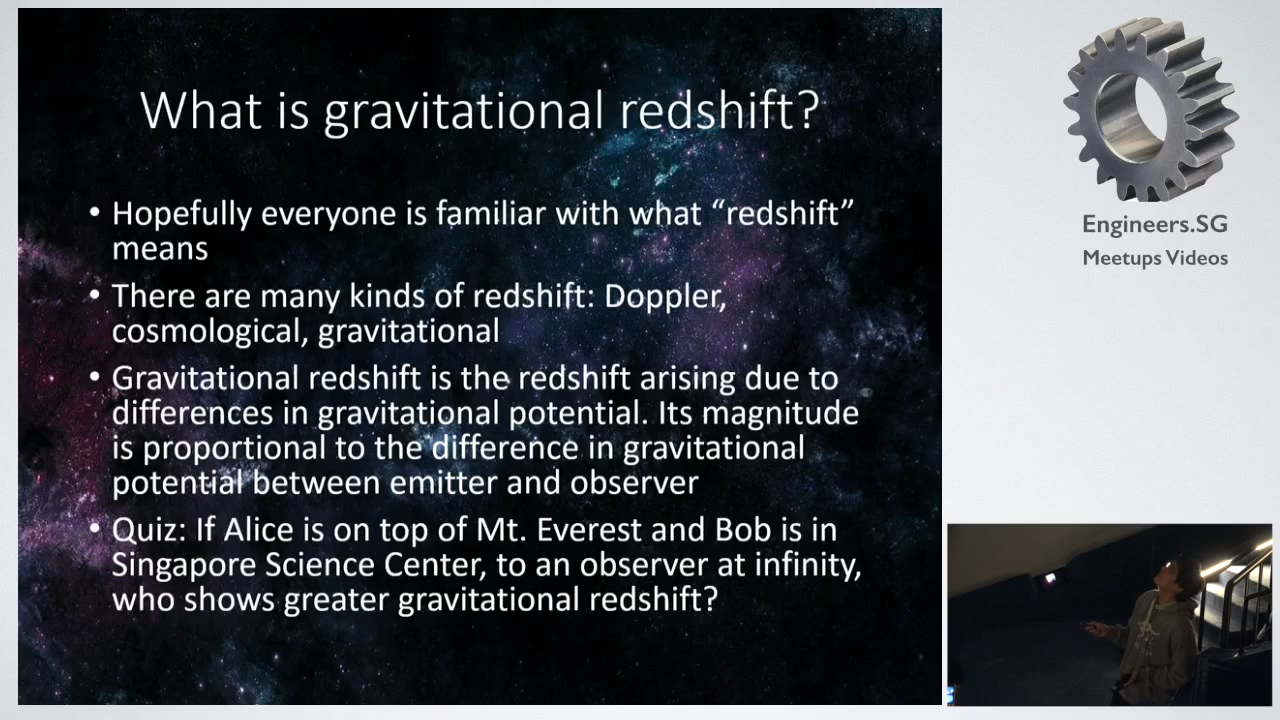 What is gravitational redshift?
• Hopefully everyone is familiar with what “redshift”
means
• There are many kinds of redshift: Doppler,
cosmological, gravitational
• Gravitational redshift is the redshift arising due to
differences in gravitational potential. Its magnitude
is proportional to the difference in gravitational
potential between emitter and observer
• Quiz: If Alice is on top of Mt. Everest and Bob is in
Singapore Science Center, to an observer at infinity,
who shows greater gravitational redshift?
Engineers.SG
Meetups Videos